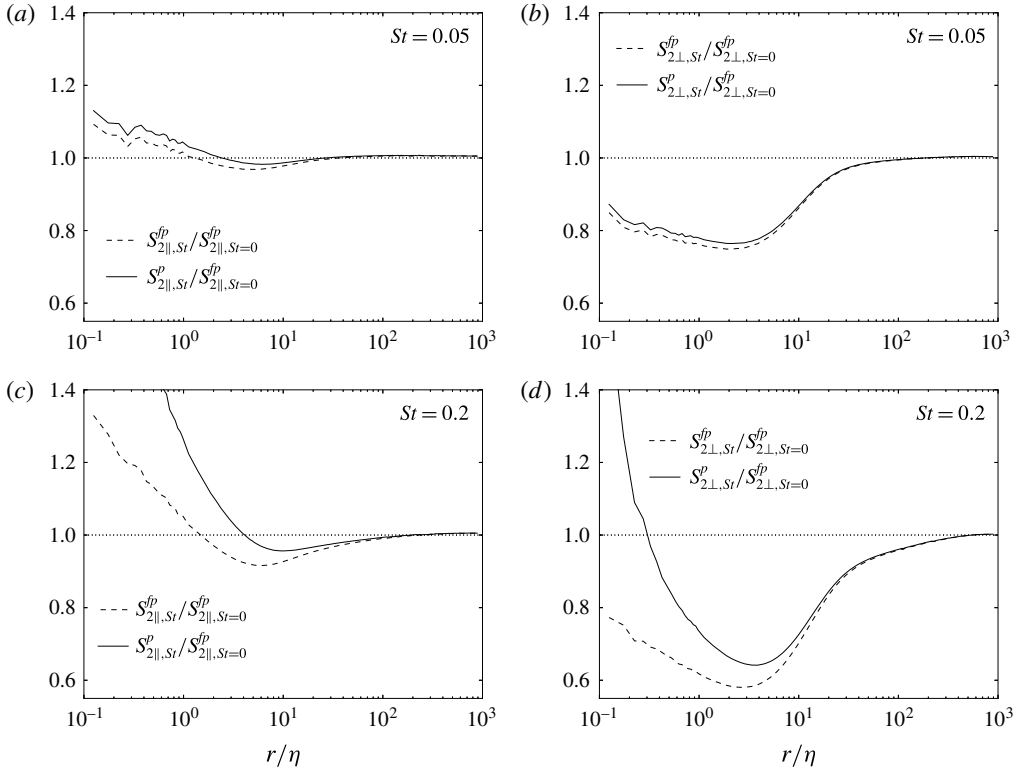 (a)
1.4
1.2
1.0
0.8
0.6
St = 0.05
S^{fp}_{2∥,St}/S^{fp}_{2∥,St=0}
S^{p}_{2∥,St}/S^{fp}_{2∥,St=0}
10^{-1} 10^{0} 10^{1} 10^{2} 10^{3}
(b)
1.4
1.2
1.0
0.8
0.6
St = 0.05
S^{fp}_{2⊥,St}/S^{fp}_{2⊥,St=0}
S^{p}_{2⊥,St}/S^{fp}_{2⊥,St=0}
10^{-1} 10^{0} 10^{1} 10^{2} 10^{3}
(c)
1.4
1.2
1.0
0.8
0.6
St = 0.2
S^{fp}_{2∥,St}/S^{fp}_{2∥,St=0}
S^{p}_{2∥,St}/S^{fp}_{2∥,St=0}
10^{-1} 10^{0} 10^{1} 10^{2} 10^{3}
r/η
(d)
1.4
1.2
1.0
0.8
0.6
St = 0.2
S^{fp}_{2⊥,St}/S^{fp}_{2⊥,St=0}
S^{p}_{2⊥,St}/S^{fp}_{2⊥,St=0}
10^{-1} 10^{0} 10^{1} 10^{2} 10^{3}
r/η